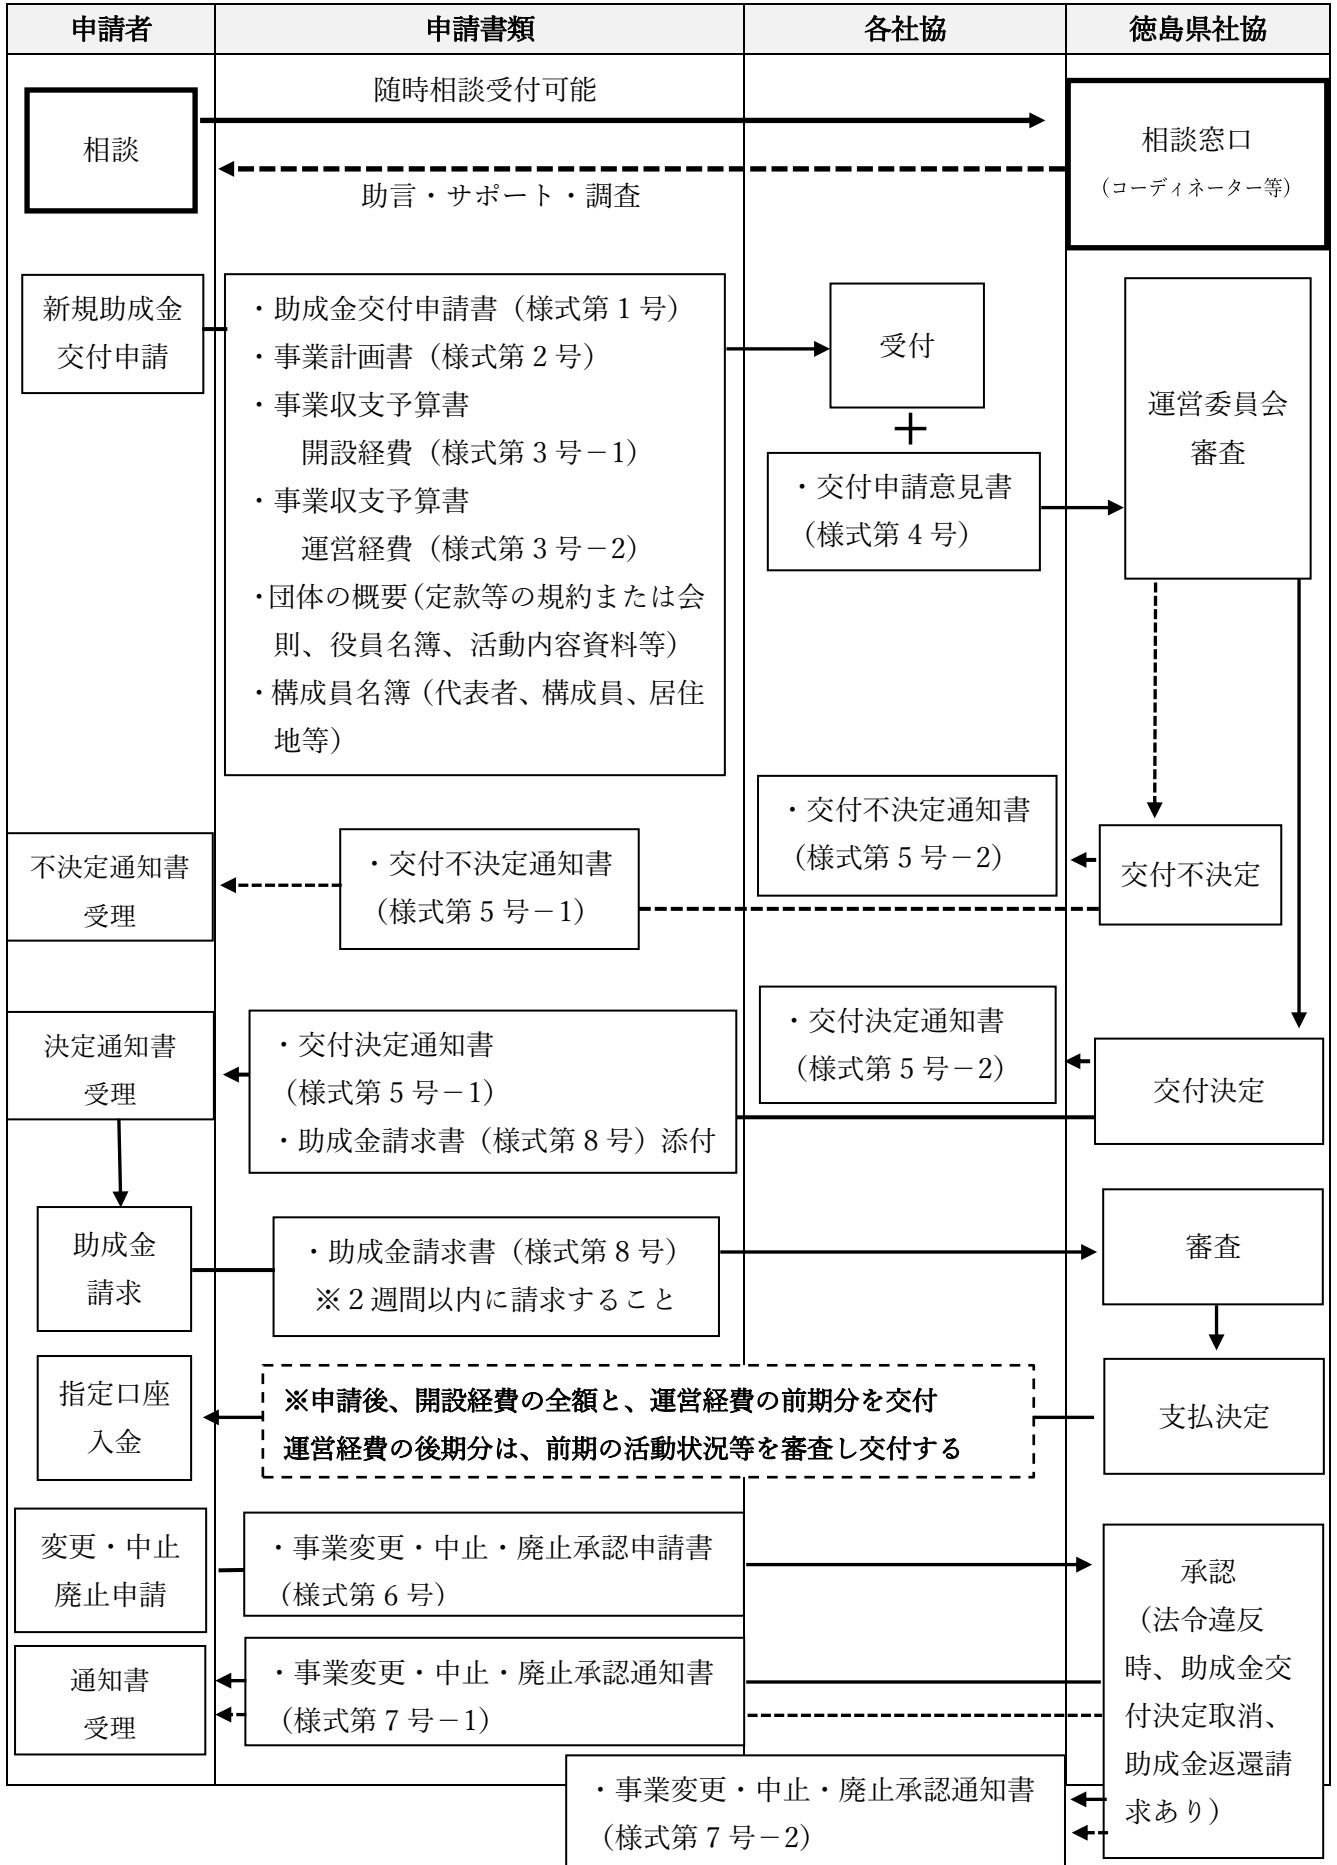 申請者
申請書類
各社協
徳島県社協
相談
随時相談受付可能
助言・サポート・調査
相談窓口
（コーディネーター等）
新規助成金
交付申請
・助成金交付申請書（様式第１号）
・事業計画書（様式第２号）
・事業収支予算書
開設経費（様式第３号－1）
・事業収支予算書
運営経費（様式第３号－2）
・団体の概要（定款等の規約または会
則、役員名簿、活動内容資料等）
・構成員名簿（代表者、構成員、居住
地等）
受付
＋
・交付申請意見書
（様式第４号）
運営委員会
審査
不決定通知書
受理
・交付不決定通知書
（様式第５号－1）
・交付不決定通知書
（様式第５号－2）
交付不決定
決定通知書
受理
・交付決定通知書
（様式第５号－1）
・助成金請求書（様式第８号）添付
・交付決定通知書
（様式第５号－2）
交付決定
助成金
請求
・助成金請求書（様式第８号）
※２週間以内に請求すること
審査
指定口座
入金
※申請後、開設経費の全額と、運営経費の前期分を交付
運営経費の後期分は、前期の活動状況等を審査し交付する
支払決定
変更・中止
廃止申請
・事業変更・中止・廃止承認申請書
（様式第６号）
承認
（法令違反
時、助成金交
付決定取消、
助成金返還請
求あり）
通知書
受理
・事業変更・中止・廃止承認通知書
（様式第７号－1）
・事業変更・中止・廃止承認通知書
（様式第７号－2）